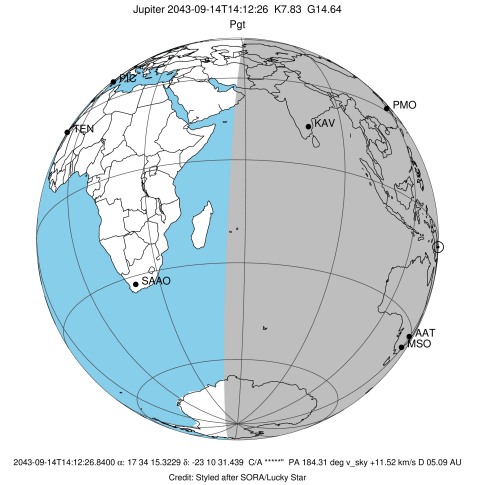 Jupiter 2043-09-14T14:12:26 K7.83 G14.64
Pgt
PIC
PMO
KAV
TEN
SAAO
AAT
MSO
2043-09-14T14:12:26.8400 α: 17 34 15.3229 δ: -23 10 31.439 C/A *****" PA 184.31 deg v_sky +11.52 km/s D 05.09 AU
Credit: Styled after SORA/Lucky Star